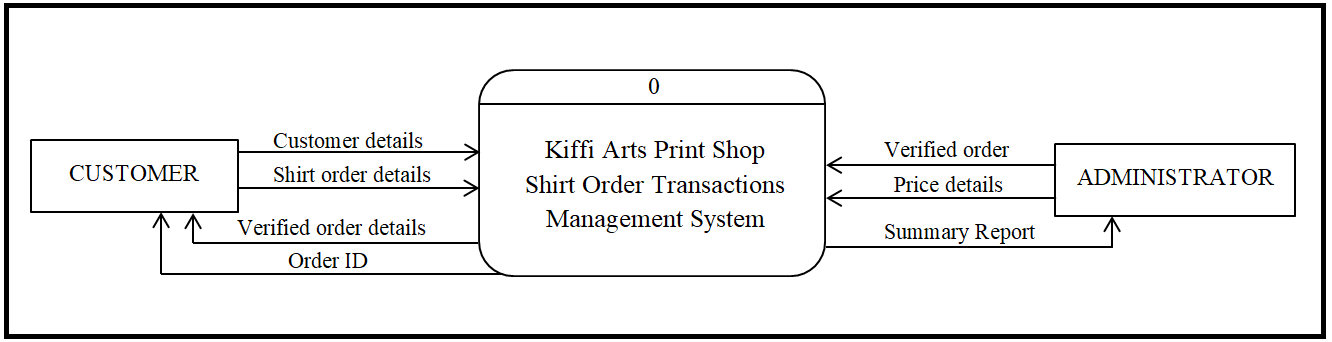 0
Kiffi Arts Print Shop
Shirt Order Transactions
Management System
CUSTOMER
Customer details
Shirt order details
Verified order details
Order ID
Verified order
Price details
Summary Report
ADMINISTRATOR